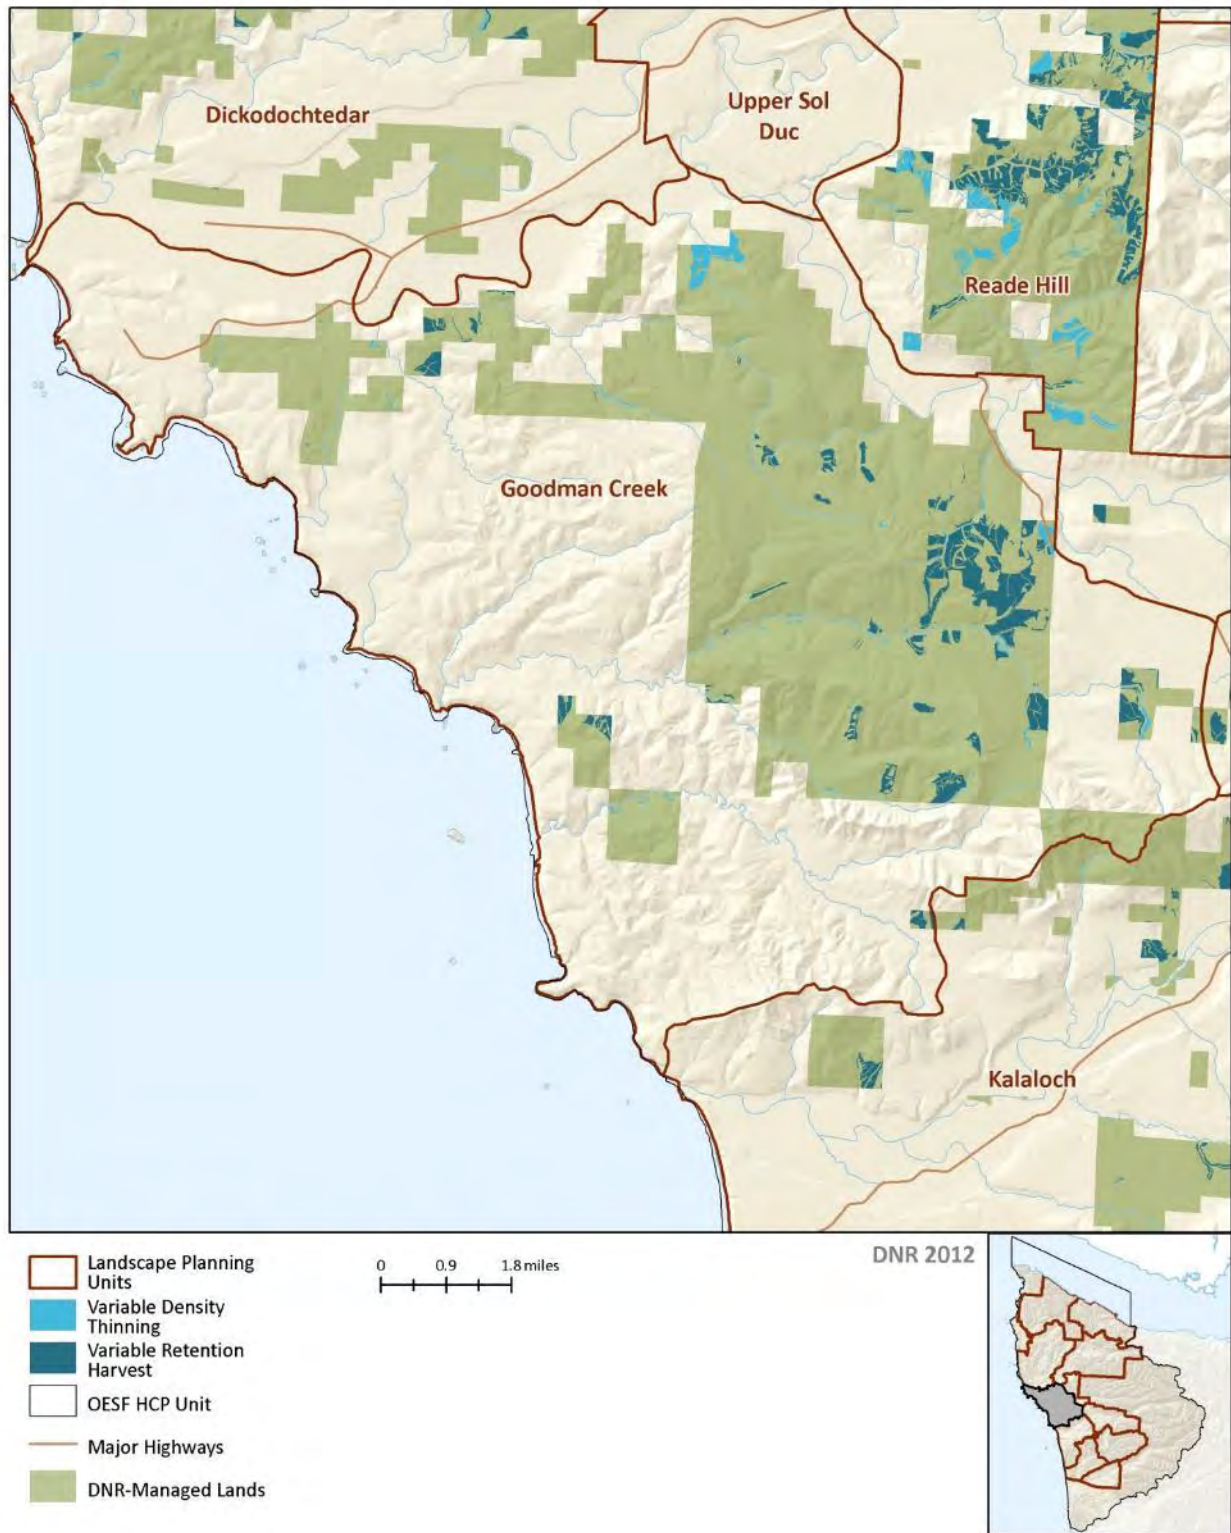 Dickodochtedar
Upper Sol
Duc
Reade Hill
Goodman Creek
Kalaloch
Landscape Planning
Units
Variable Density
Thinning
Variable Retention
Harvest
OESF HCP Unit
Major Highways
DNR-Managed Lands
0 0.9 1.8 miles
DNR 2012